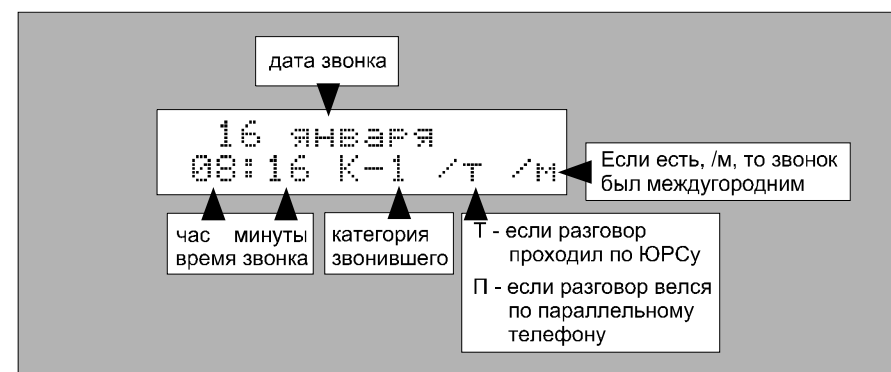 дата звонка
16 января
08:16 К-1 /т /м
Если есть, /м, то звонок
был междугородним
час минуты
время звонка
категория
звонившего
Т - если разговор
проходил по ЮРСу
П - если разговор велся
по параллельному
телефону